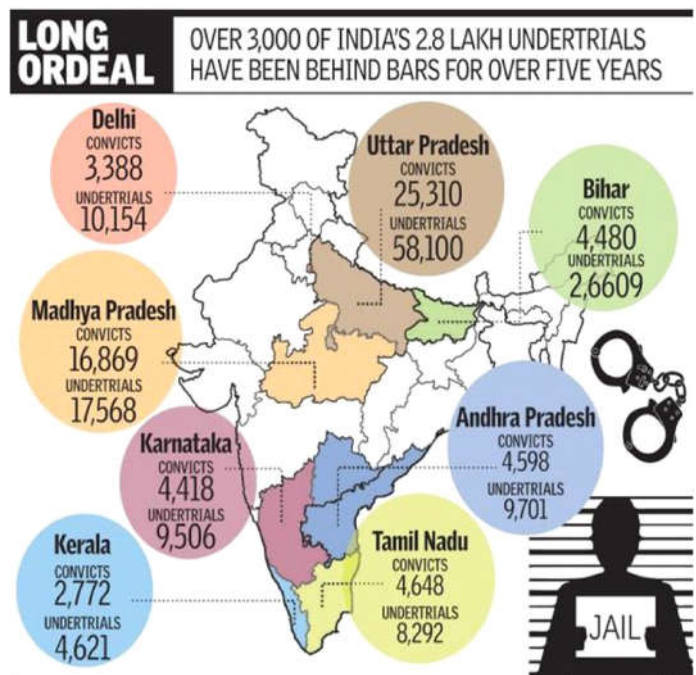 LONG
ORDEAL
OVER 3,000 OF INDIA'S 2.8 LAKH UNDERTRIALS
HAVE BEEN BEHIND BARS FOR OVER FIVE YEARS
Delhi
CONVICTS
3,388
UNDERTRIALS
10,154
Uttar Pradesh
CONVICTS
25,310
UNDERTRIALS
58,100
Bihar
CONVICTS
4,480
UNDERTRIALS
2,6609
Madhya Pradesh
CONVICTS
16,869
UNDERTRIALS
17,568
Karnataka
CONVICTS
4,418
UNDERTRIALS
9,506
Andhra Pradesh
CONVICTS
4,598
UNDERTRIALS
9,701
Kerala
CONVICTS
2,772
UNDERTRIALS
4,621
Tamil Nadu
CONVICTS
4,648
UNDERTRIALS
8,292
JAIL